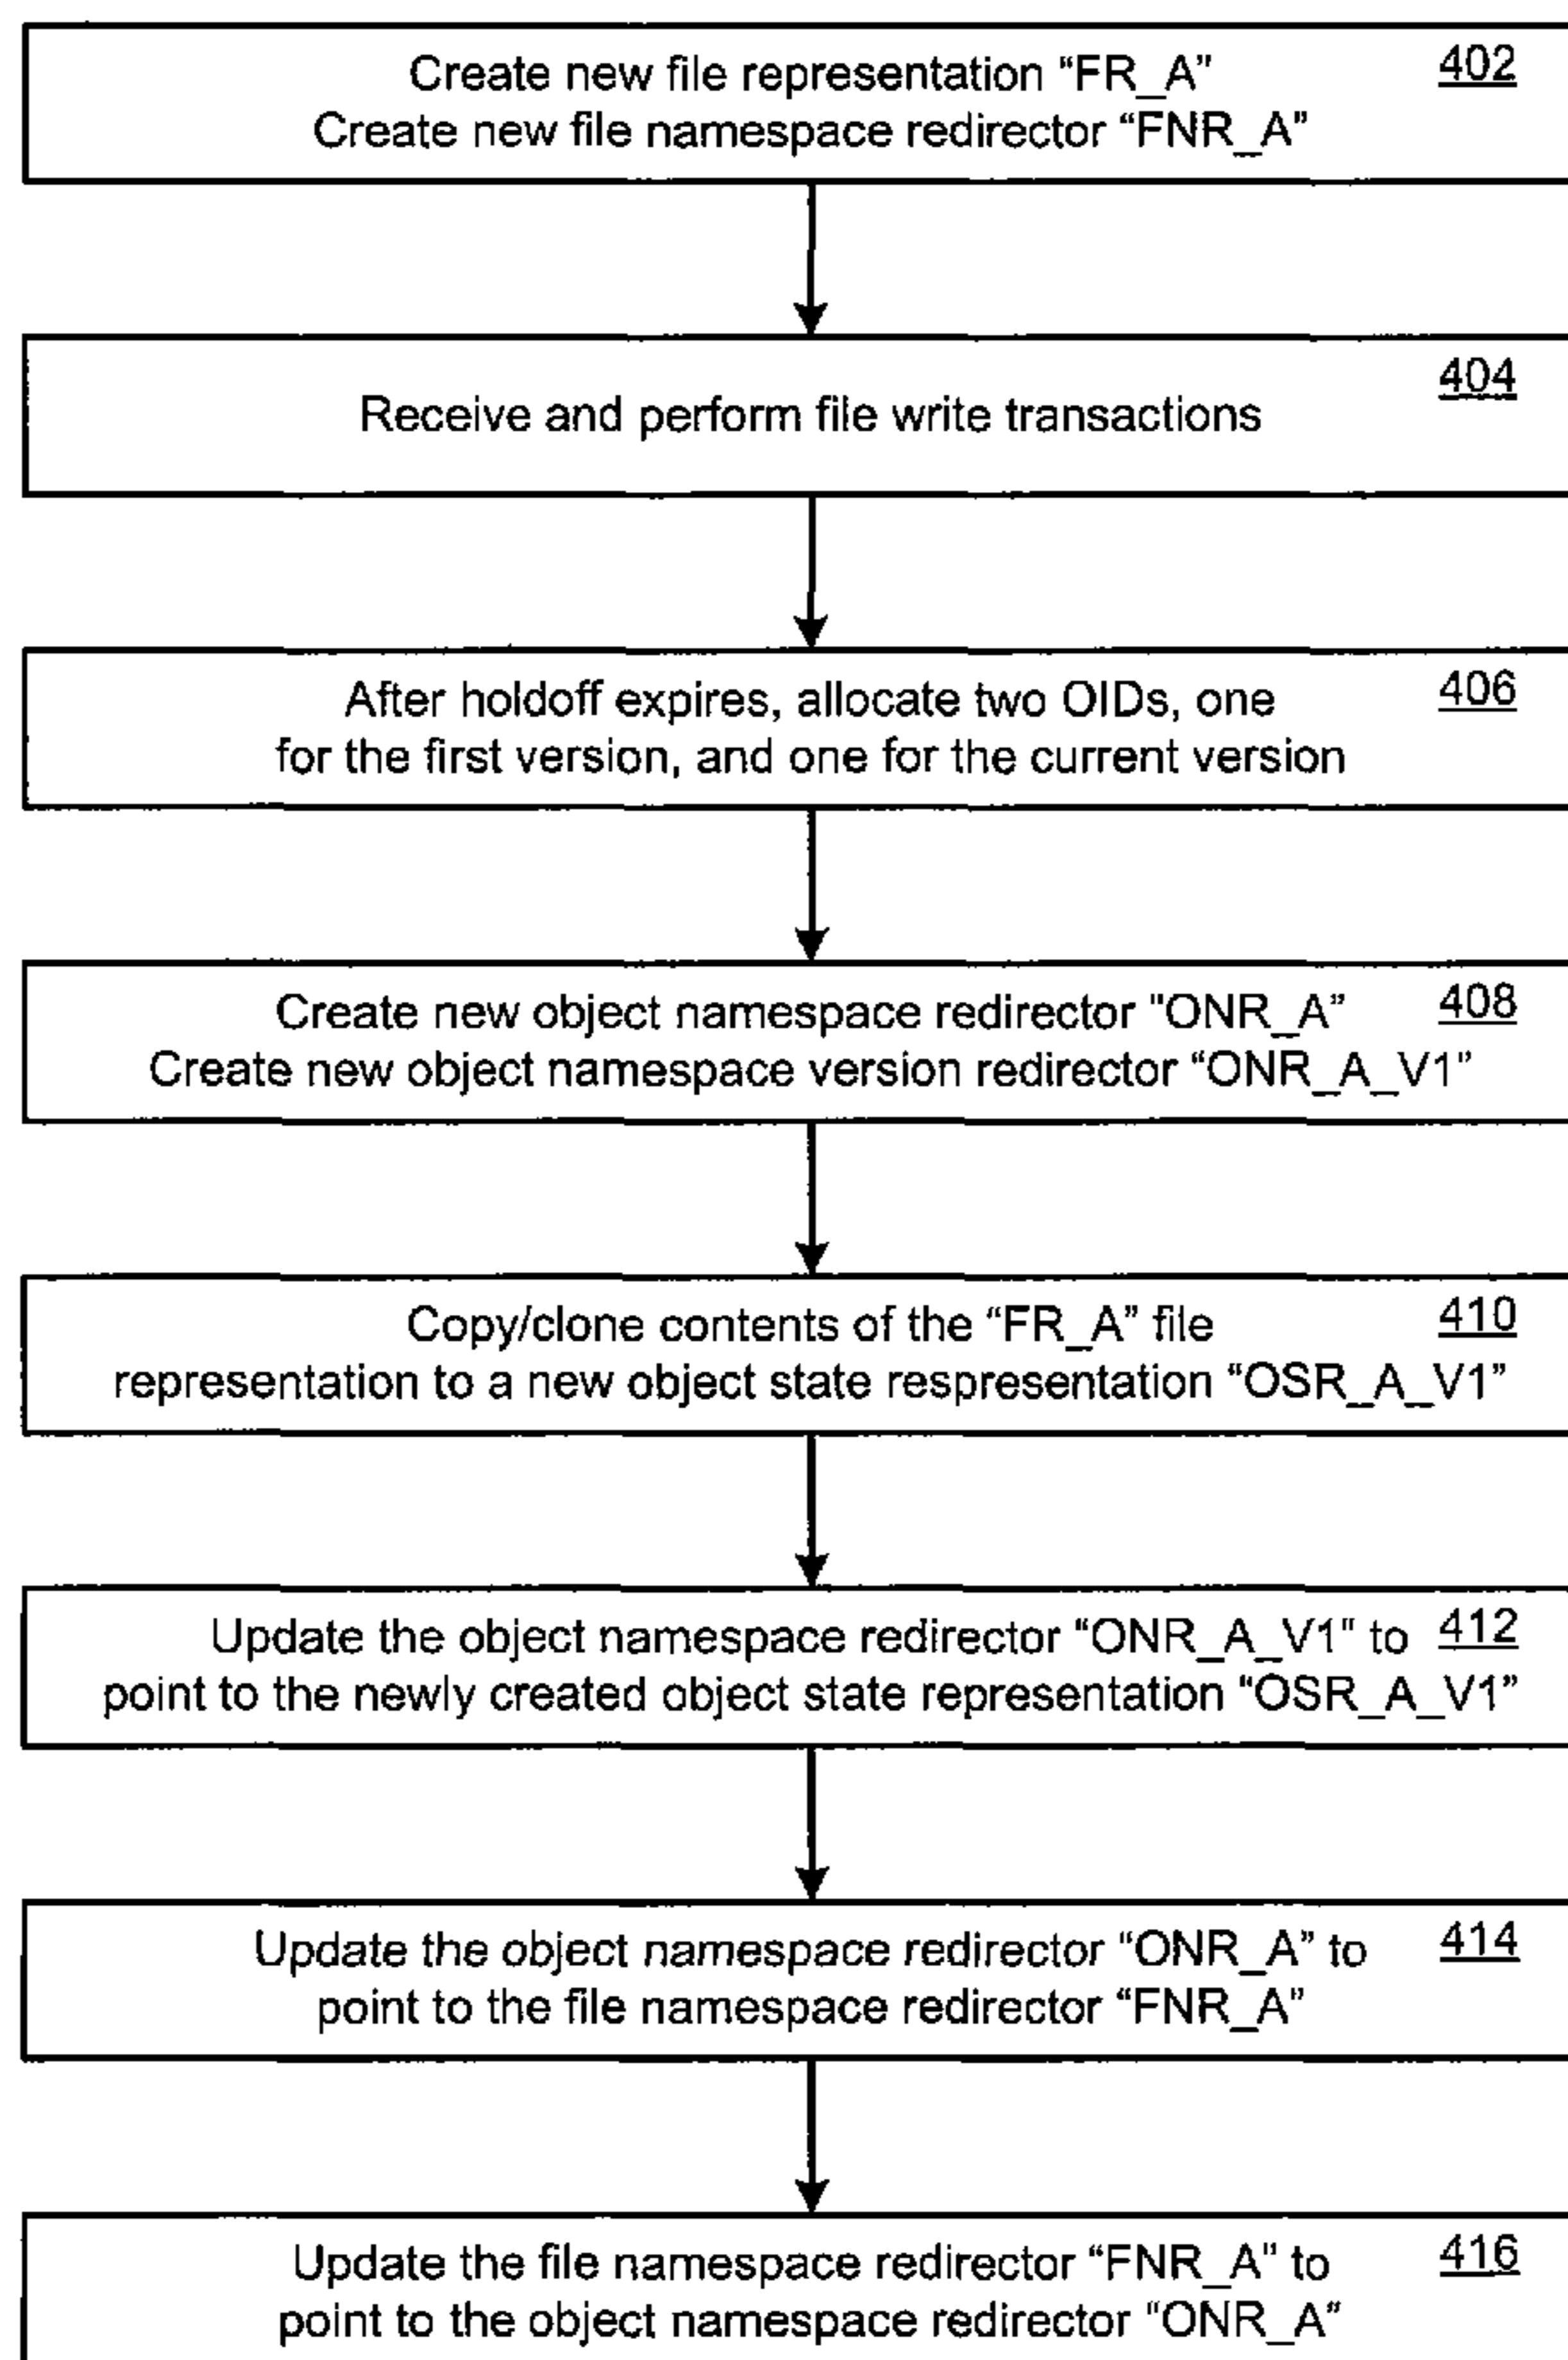 Create new file representation “FR_A” 402
Create new file namespace redirector “FNR_A”
404
Receive and perform file write transactions
After holdoff expires, allocate two OIDs, one 406
for the first version, and one for the current version
Create new object namespace redirector "ONR_A” 408
Create new object namespace version redirector “ONR_A_V1”
Copy/clone contents of the “FR_A” file 410
representation to a new object state respresentation “OSR_A_V1”
Update the object namespace redirector “ONR_A_V1” to 412
point to the newly created object state representation “OSR_A_V1”
Update the object namespace redirector “ONR_A” to 414
point to the file namespace redirector “FNR_A”
Update the file namespace redirector “FNR_A” to 416
point to the object namespace redirector “ONR_A”